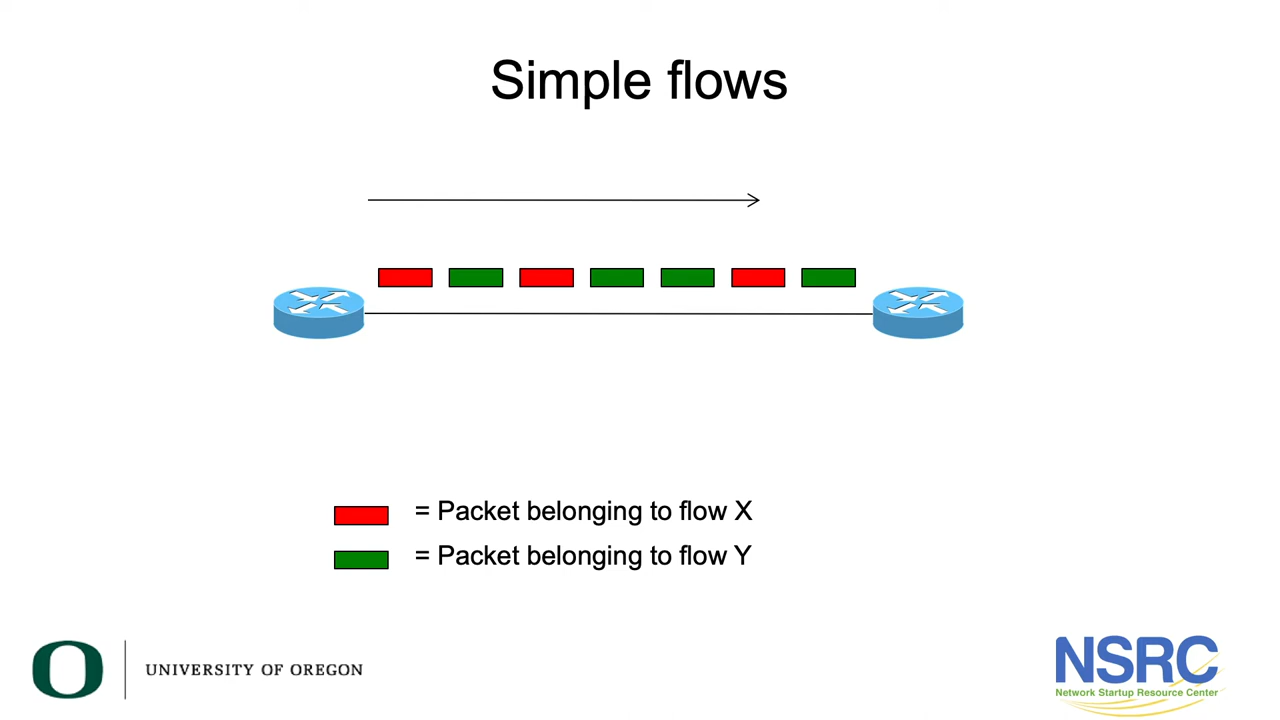 Simple flows
= Packet belonging to flow X
= Packet belonging to flow Y
UNIVERSITY OF OREGON
NSRC
Network Startup Resource Center